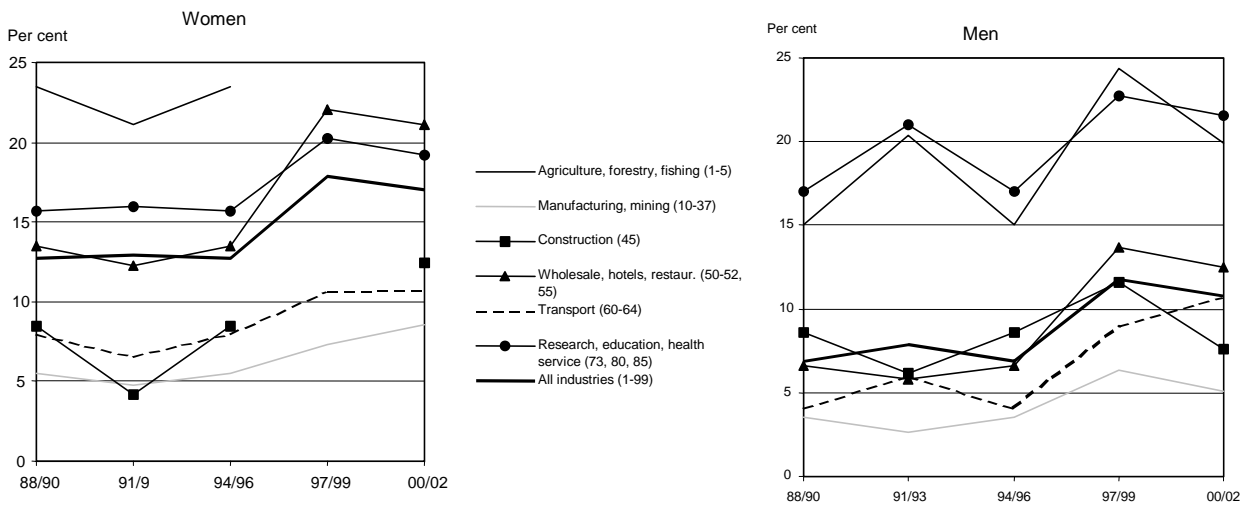 Women
Per cent
25
20
15
10
5
0
88/90 91/9 94/96 97/99 00/02
Agriculture, forestry, fishing (1-5)
Manufacturing, mining (10-37)
Construction (45)
Wholesale, hotels, restaur. (50-52,
55)
Transport (60-64)
Research, education, health
service (73, 80, 85)
All industries (1-99)
Men
Per cent
25
20
15
10
5
0
88/90 91/93 94/96 97/99 00/02